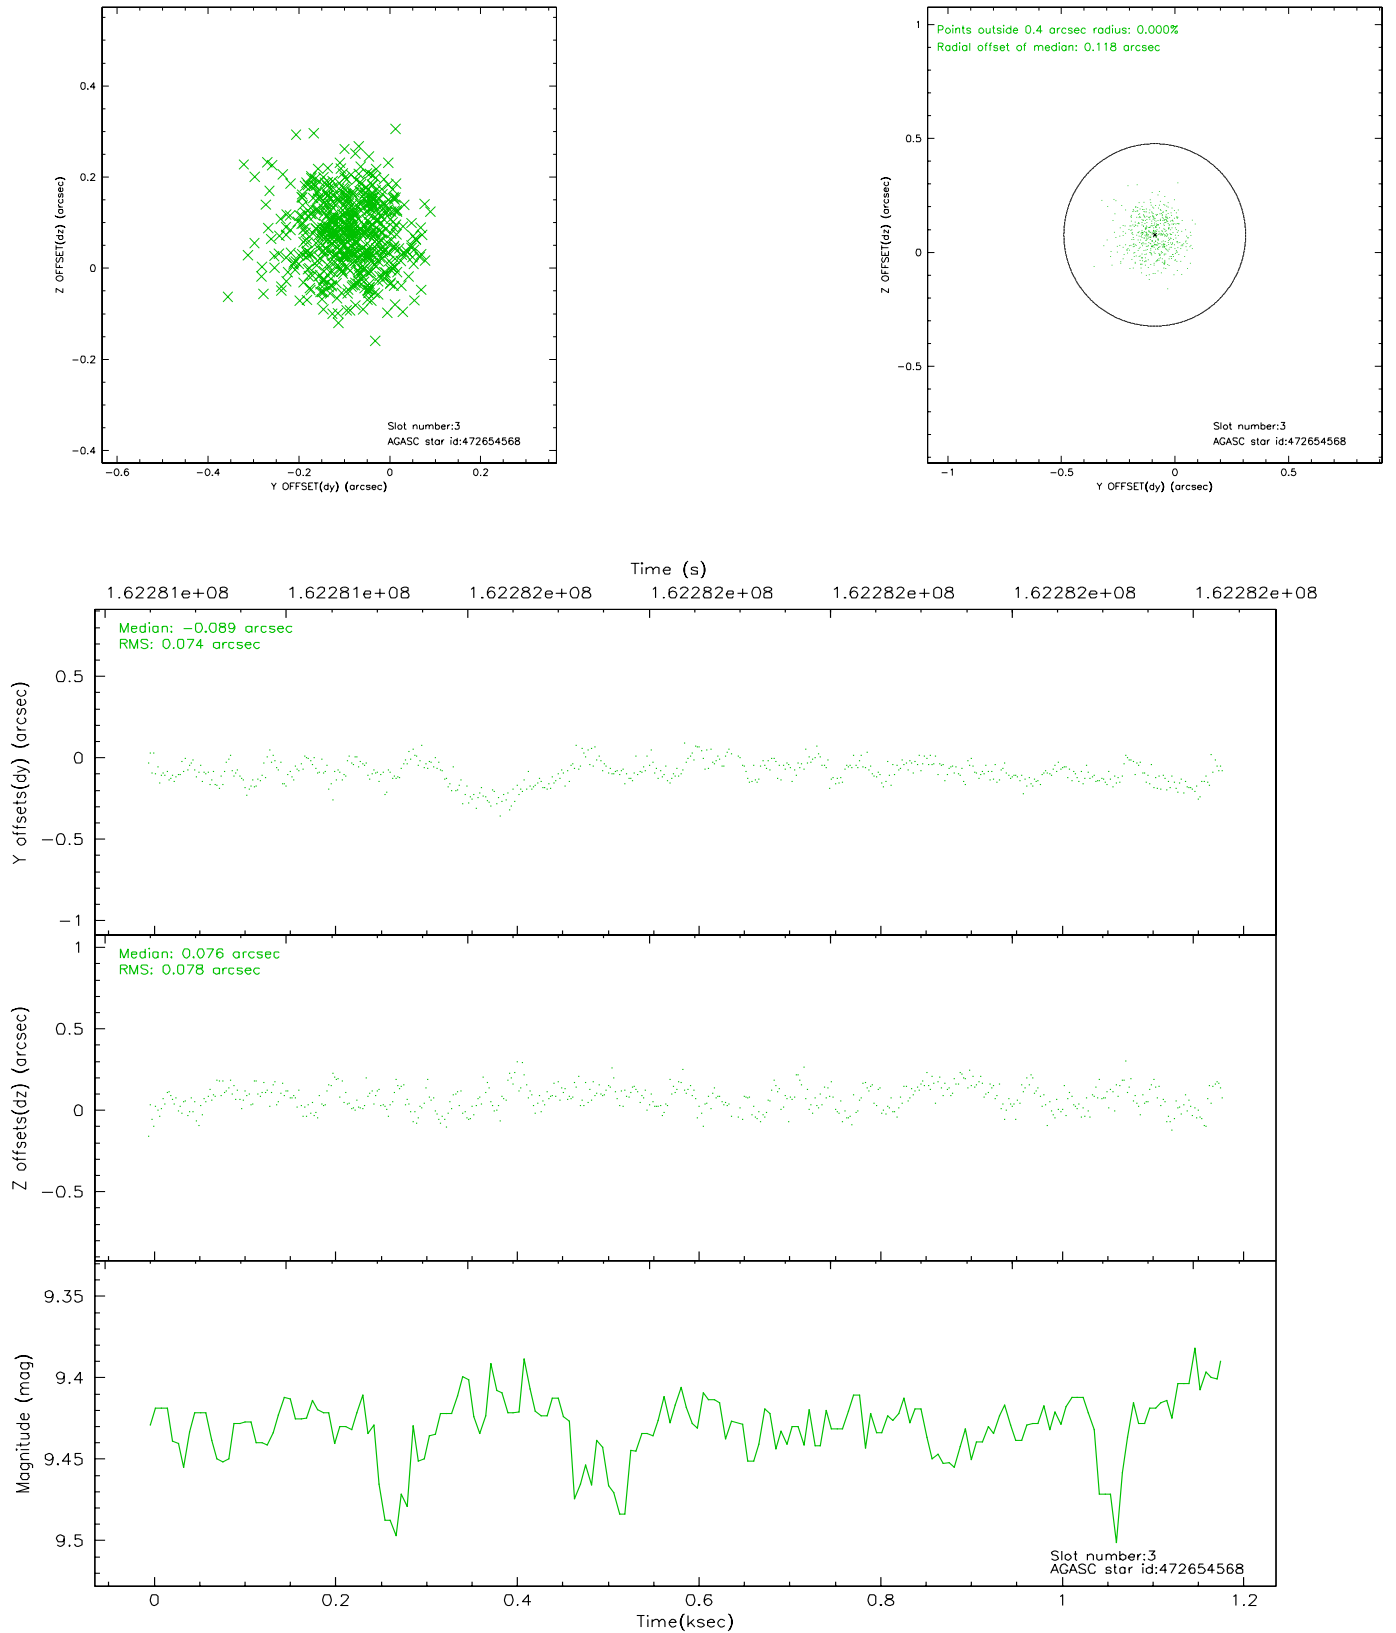 0.4
0.2
0
−0.2
−0.4
Z OFFSET(dz) (arcsec)
−0.6
−0.4
−0.2
0
0.2
Y OFFSET(dy) (arcsec)
Slot number:3
AGASC star id:472654568
Points outside 0.4 arcsec radius: 0.000%
Radial offset of median: 0.118 arcsec
1
0.5
0
−0.5
Z OFFSET(dz) (arcsec)
−1
−0.5
0
0.5
Y OFFSET(dy) (arcsec)
Slot number:3
AGASC star id:472654568
Time (s)
1.62281e+08
1.62281e+08
1.62282e+08
1.62282e+08
1.62282e+08
1.62282e+08
1.62282e+08
Median: −0.089 arcsec
RMS: 0.074 arcsec
0.5
0
−0.5
−1
Y offsets(dy) (arcsec)
Median: 0.076 arcsec
RMS: 0.078 arcsec
1
0.5
0
−0.5
Z offsets(dz) (arcsec)
9.35
9.4
9.45
9.5
Magnitude (mag)
Slot number:3
AGASC star id:472654568
0
0.2
0.4
0.6
0.8
1
1.2
Time(ksec)